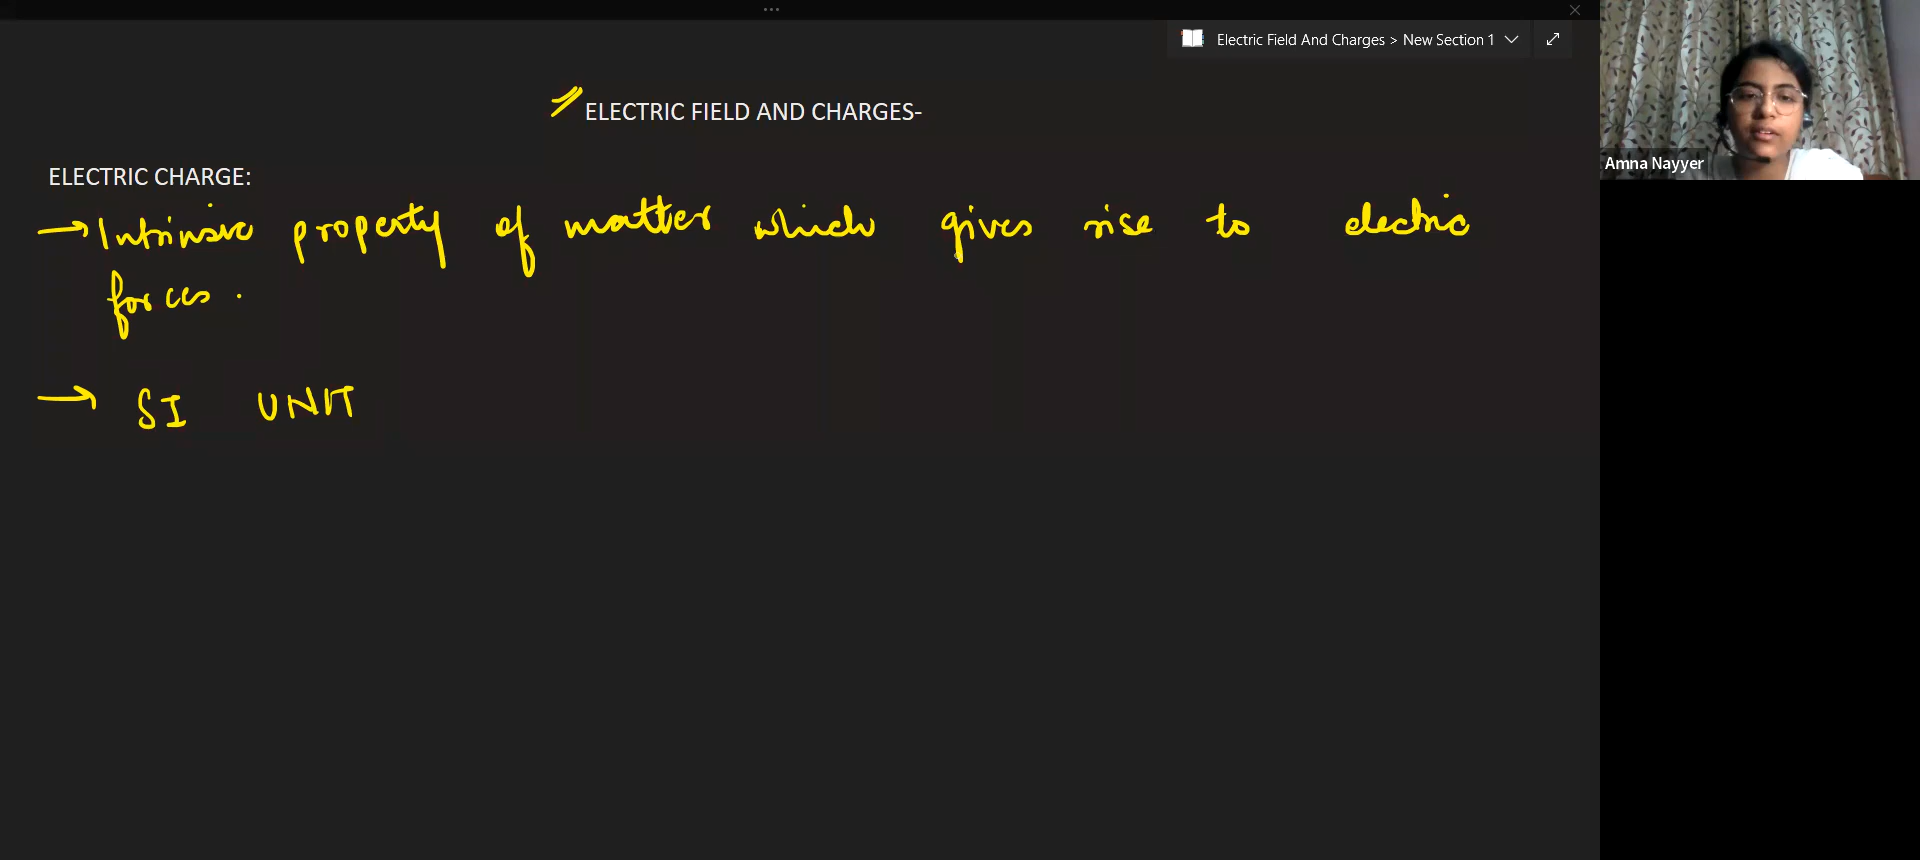 Electric Field And Charges > New Section 1
ELECTRIC FIELD AND CHARGES-
Amna Nayyer
ELECTRIC CHARGE:
→ Intrinsic property of matter which gives rise to electric
forces.
→ SI UNIT